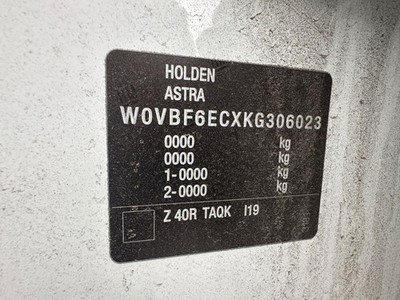 HOLDEN
ASTRA
W0VBF6ECXKG306023
0000 kg
0000 kg
1-0000 kg
2-0000 kg
Z 40R TAQK I19